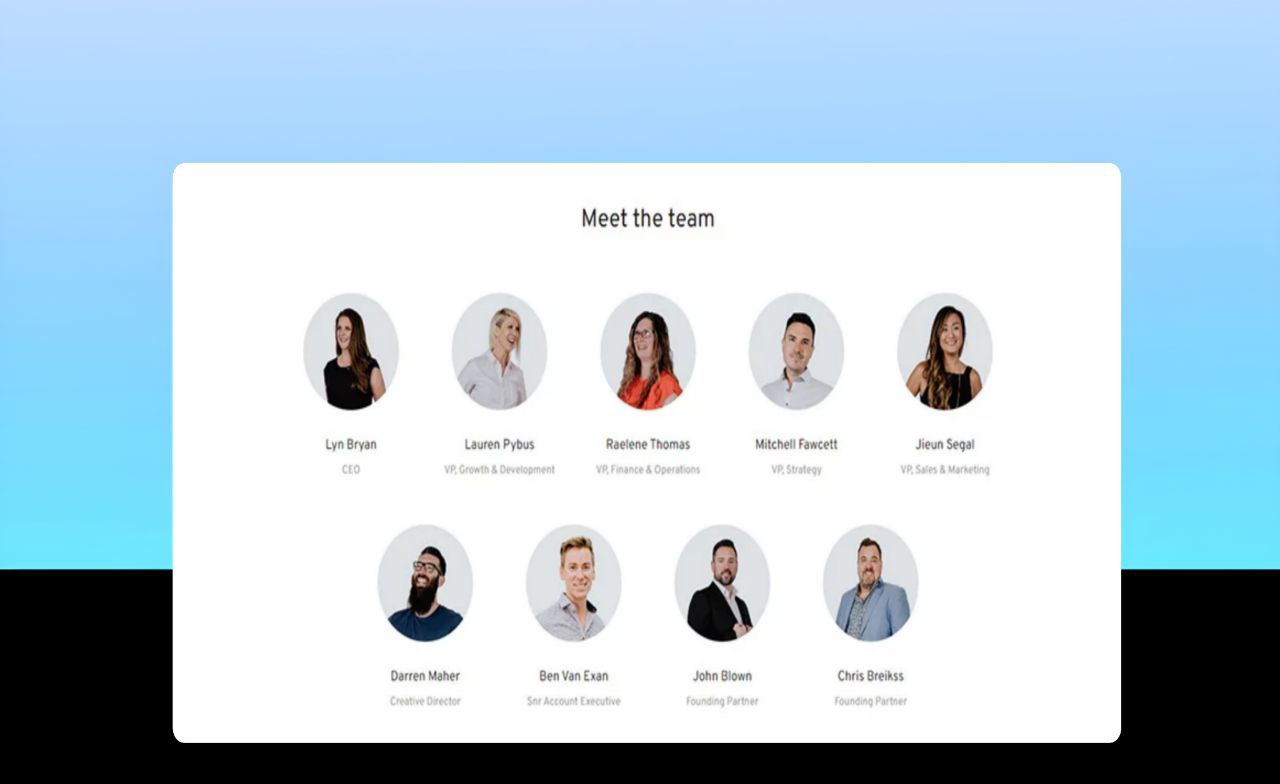 Meet the team
Lyn Bryan
CEO
Lauren Pybus
VP, Growth & Development
Raelene Thomas
VP, Finance & Operations
Mitchell Fawcett
VP, Strategy
Jieun Segal
VP, Sales & Marketing
Darren Maher
Creative Director
Ben Van Exan
Snr Account Executive
John Blown
Founding Partner
Chris Breikss
Founding Partner